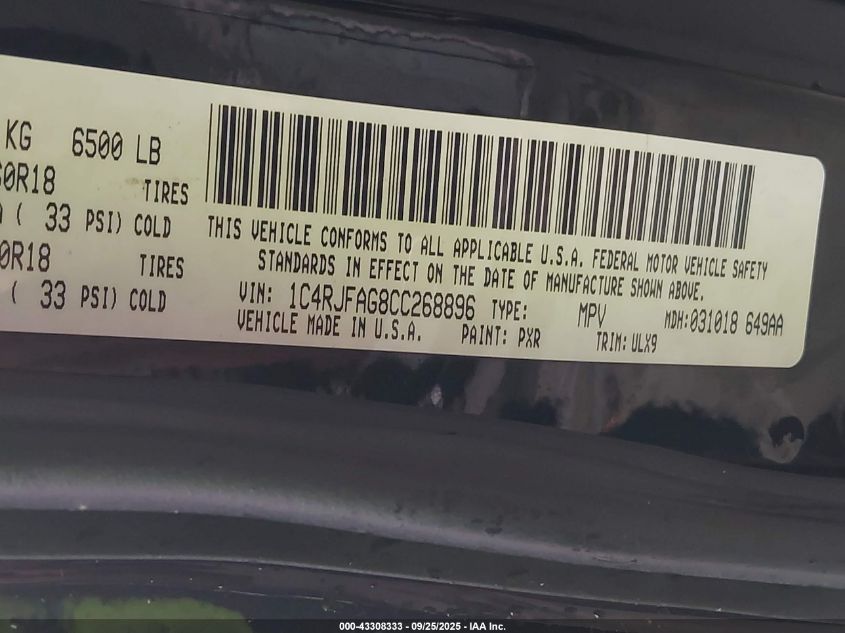 KG 6500 LB
60R18 TIRES
( 33 PSI) COLD
0R18 TIRES
( 33 PSI) COLD
THIS VEHICLE CONFORMS TO ALL APPLICABLE U.S.A. FEDERAL MOTOR VEHICLE SAFETY
STANDARDS IN EFFECT ON THE DATE OF MANUFACTURE SHOWN ABOVE.
VIN: 1C4RJFAG8CC268896 TYPE: MPV MDH:031018 649AA
VEHICLE MADE IN U.S.A. PAINT: PXR TRIM: ULX9
000-43308333 - 09/25/2025 - IAA Inc.